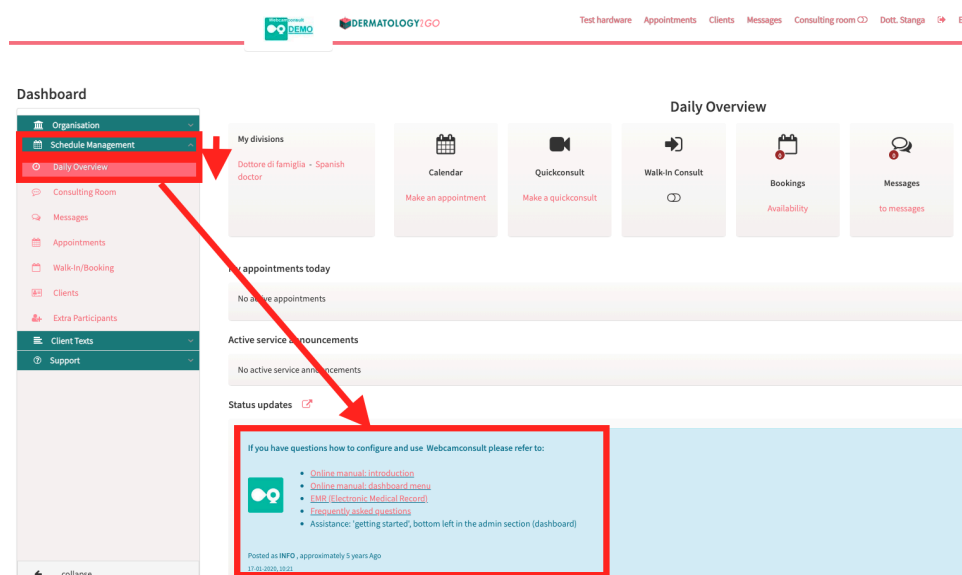 Webcamconsult
DEMO
DERMATOLOGY2GO
Test hardware Appointments Clients Messages Consulting room Dott. Stanga
Dashboard
Daily Overview
Organisation
Schedule Management
Daily Overview
Consulting Room
Messages
Appointments
Walk-In/Booking
Clients
Extra Participants
Client Texts
Support
collapse
My divisions
Dottore di famiglia - Spanish
doctor
Calendar
Make an appointment
Quickconsult
Make a quickconsult
Walk-In Consult
0
Bookings
Availability
0
Messages
to messages
My appointments today
No active appointments
Active service announcements
No active service announcements
Status updates
If you have questions how to configure and use Webcamconsult please refer to:
• Online manual: introduction
• Online manual: dashboard menu
• EMR (Electronic Medical Record)
• Frequently asked questions
• Assistance: 'getting started', bottom left in the admin section (dashboard)
Posted as INFO , approximately 5 years Ago
17-01-2020, 10:21